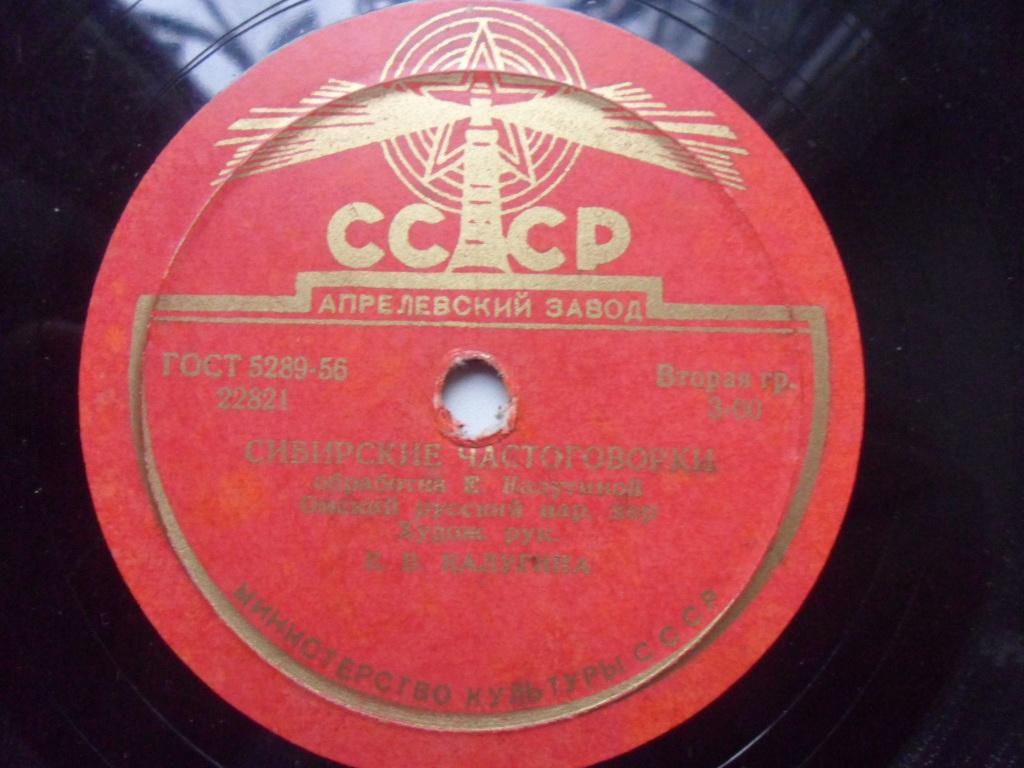 СССР
АПРЕЛЕВСКИЙ ЗАВОД
ГОСТ 5289-56
22821
Вторая гр.
3-00
СИБИРСКИЕ ЧАСТОГОВОРКИ
обработка Е. Калугиной
Омский русский нар. хор
Худож. рук.
Е. В. КАЛУГИНА
МИНИСТЕРСТВО КУЛЬТУРЫ СССР